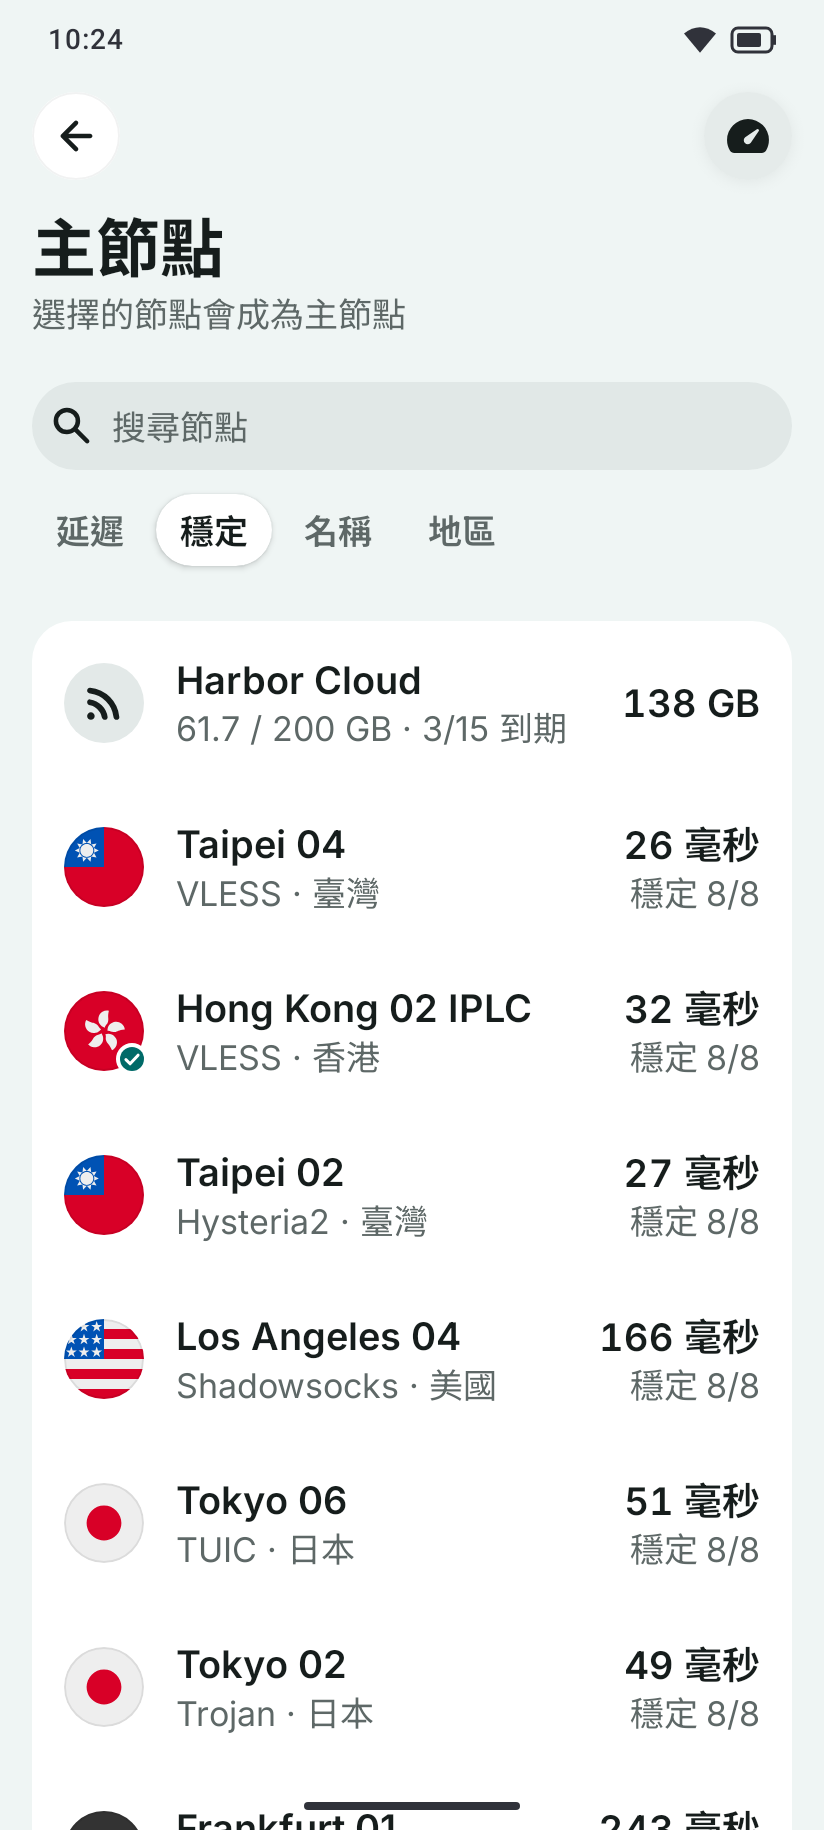 10:24
主節點
選擇的節點會成為主節點
搜尋節點
延遲 穩定 名稱 地區
Harbor Cloud
138 GB
61.7 / 200 GB · 3/15 到期
Taipei 04
26 毫秒
VLESS · 臺灣
穩定 8/8
Hong Kong 02 IPLC
32 毫秒
VLESS · 香港
穩定 8/8
Taipei 02
27 毫秒
Hysteria2 · 臺灣
穩定 8/8
Los Angeles 04
166 毫秒
Shadowsocks · 美國
穩定 8/8
Tokyo 06
51 毫秒
TUIC · 日本
穩定 8/8
Tokyo 02
49 毫秒
Trojan · 日本
穩定 8/8
Frankfurt 01
243 毫秒